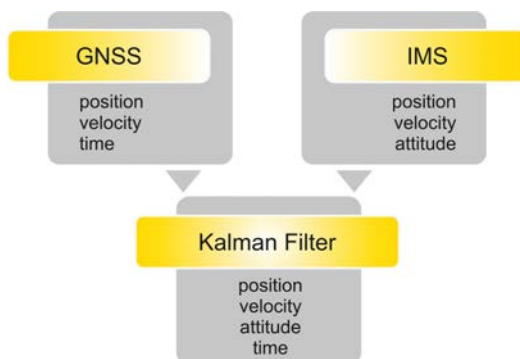 GNSS
position
velocity
time
IMS
position
velocity
attitude
Kalman Filter
position
velocity
attitude
time